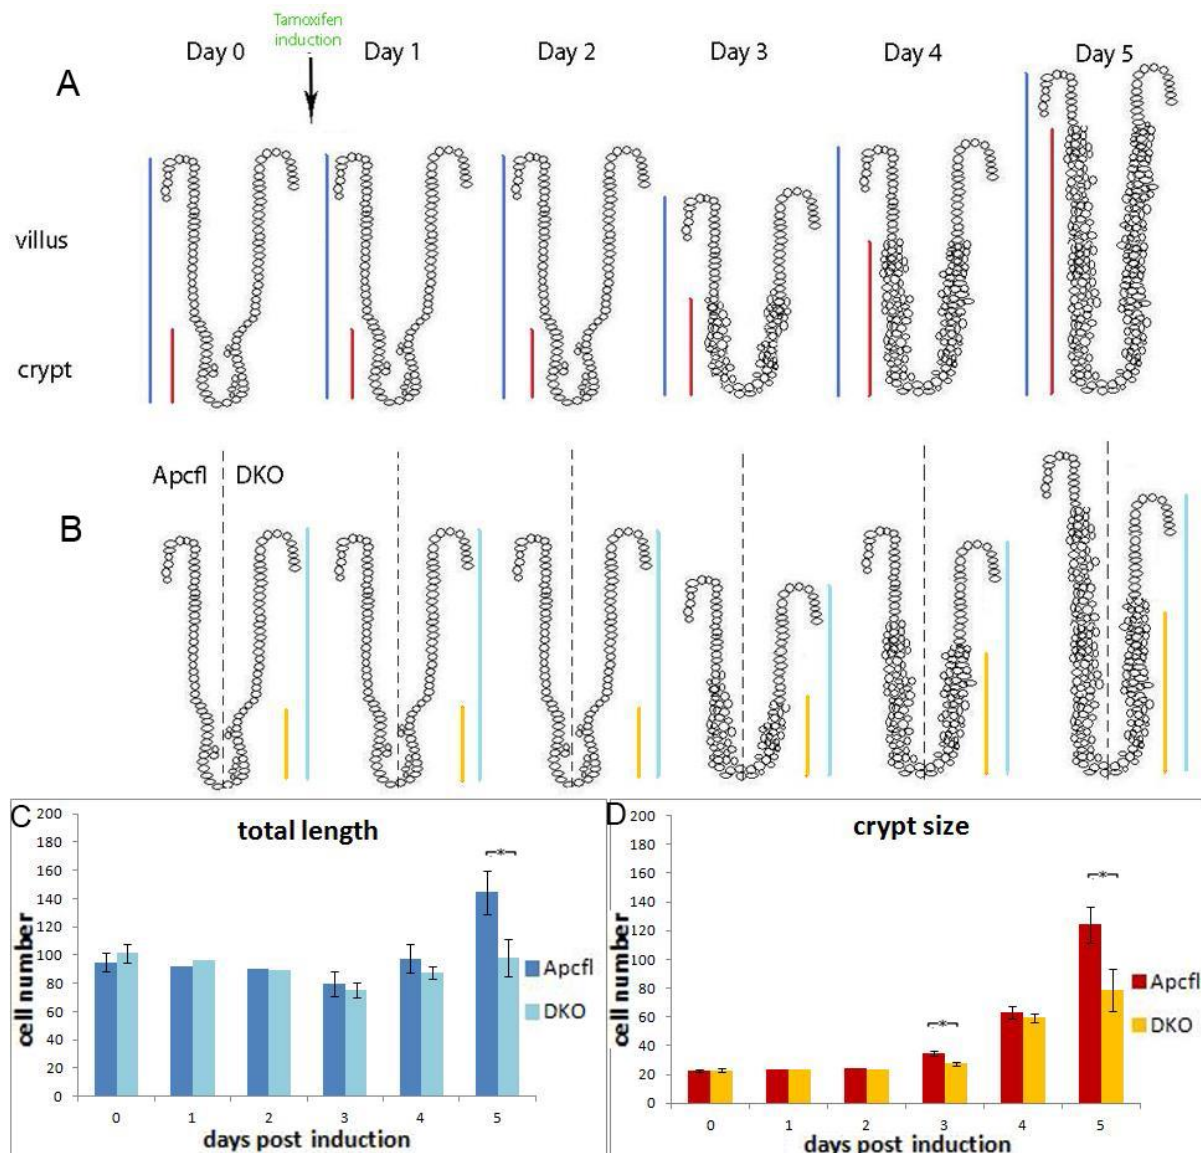 Tamoxifen
induction
Day 0 Day 1 Day 2 Day 3 Day 4 Day 5
A
villus
crypt
Apcfl DKO
B
C
total length
cell number
200
180
160
140
120
100
80
60
40
20
0
0 1 2 3 4 5
days post induction
*
Apcfl
DKO
D
crypt size
cell number
200
180
160
140
120
100
80
60
40
20
0
0 1 2 3 4 5
days post induction
*
*
Apcfl
DKO